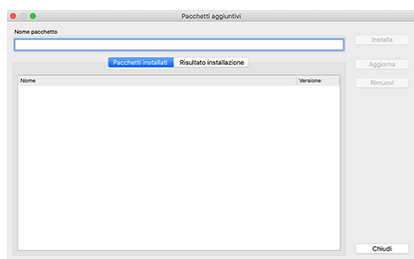 Pacchetti aggiuntivi
Nome pacchetto
Installa
Pacchetti installati Risultato installazione
Aggiorna
Nome Versione
Rimuovi
Chiudi